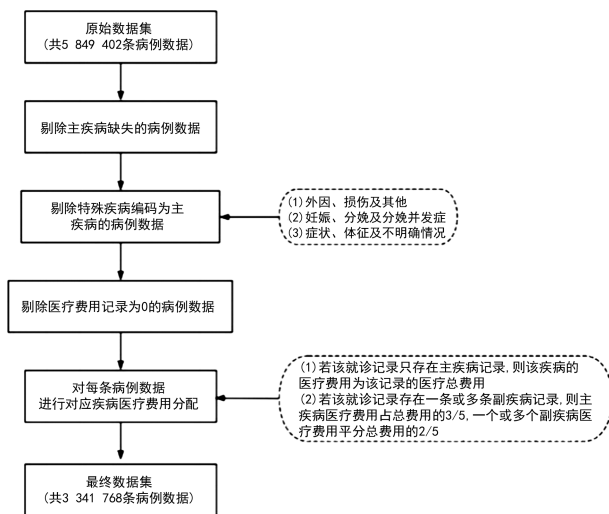 原始数据集
(共5 849 402条病例数据)
剔除主疾病缺失的病例数据
剔除特殊疾病编码为主
疾病的病例数据
(1)外因、损伤及其他
(2)妊娠、分娩及分娩并发症
(3)症状、体征及不明确情况
剔除医疗费用记录为0的病例数据
对每条病例数据
进行对应疾病医疗费用分配
(1)若该就诊记录只存在主疾病记录,则该疾病的
医疗费用为该记录的医疗总费用
(2)若该就诊记录存在一条或多条副疾病记录,则主
疾病医疗费用占总费用的3/5,一个或多个副疾病医
疗费用平分总费用的2/5
最终数据集
(共3 341 768条病例数据)